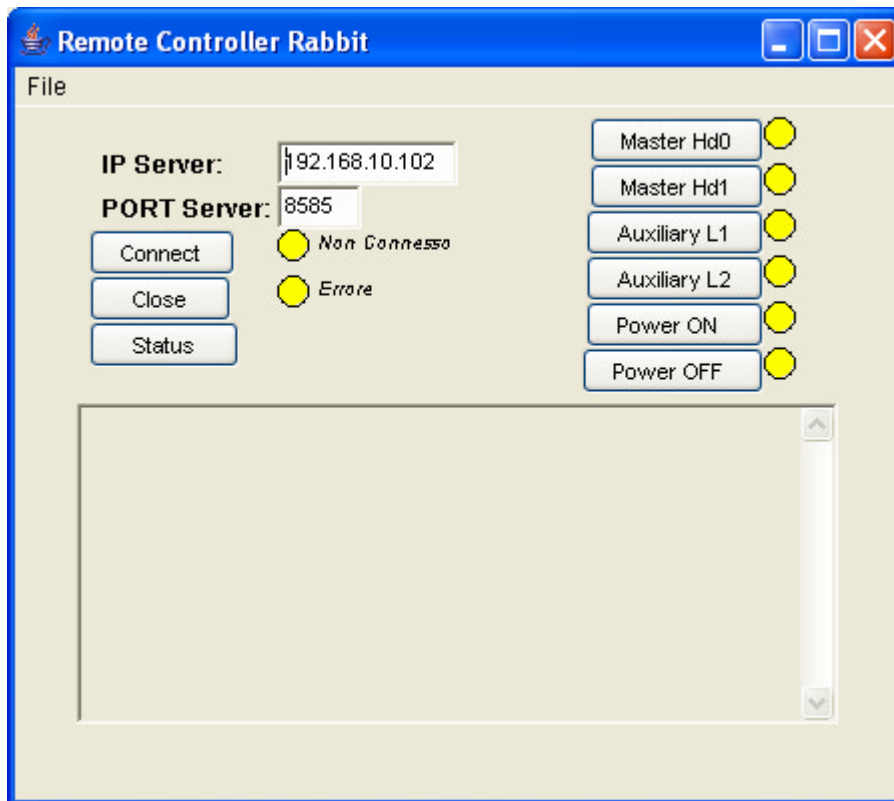 Remote Controller Rabbit
File
IP Server: 192.168.10.102
PORT Server: 8585
Connect
Non Connesso
Close
Errore
Status
Master Hd0
Master Hd1
Auxiliary L1
Auxiliary L2
Power ON
Power OFF